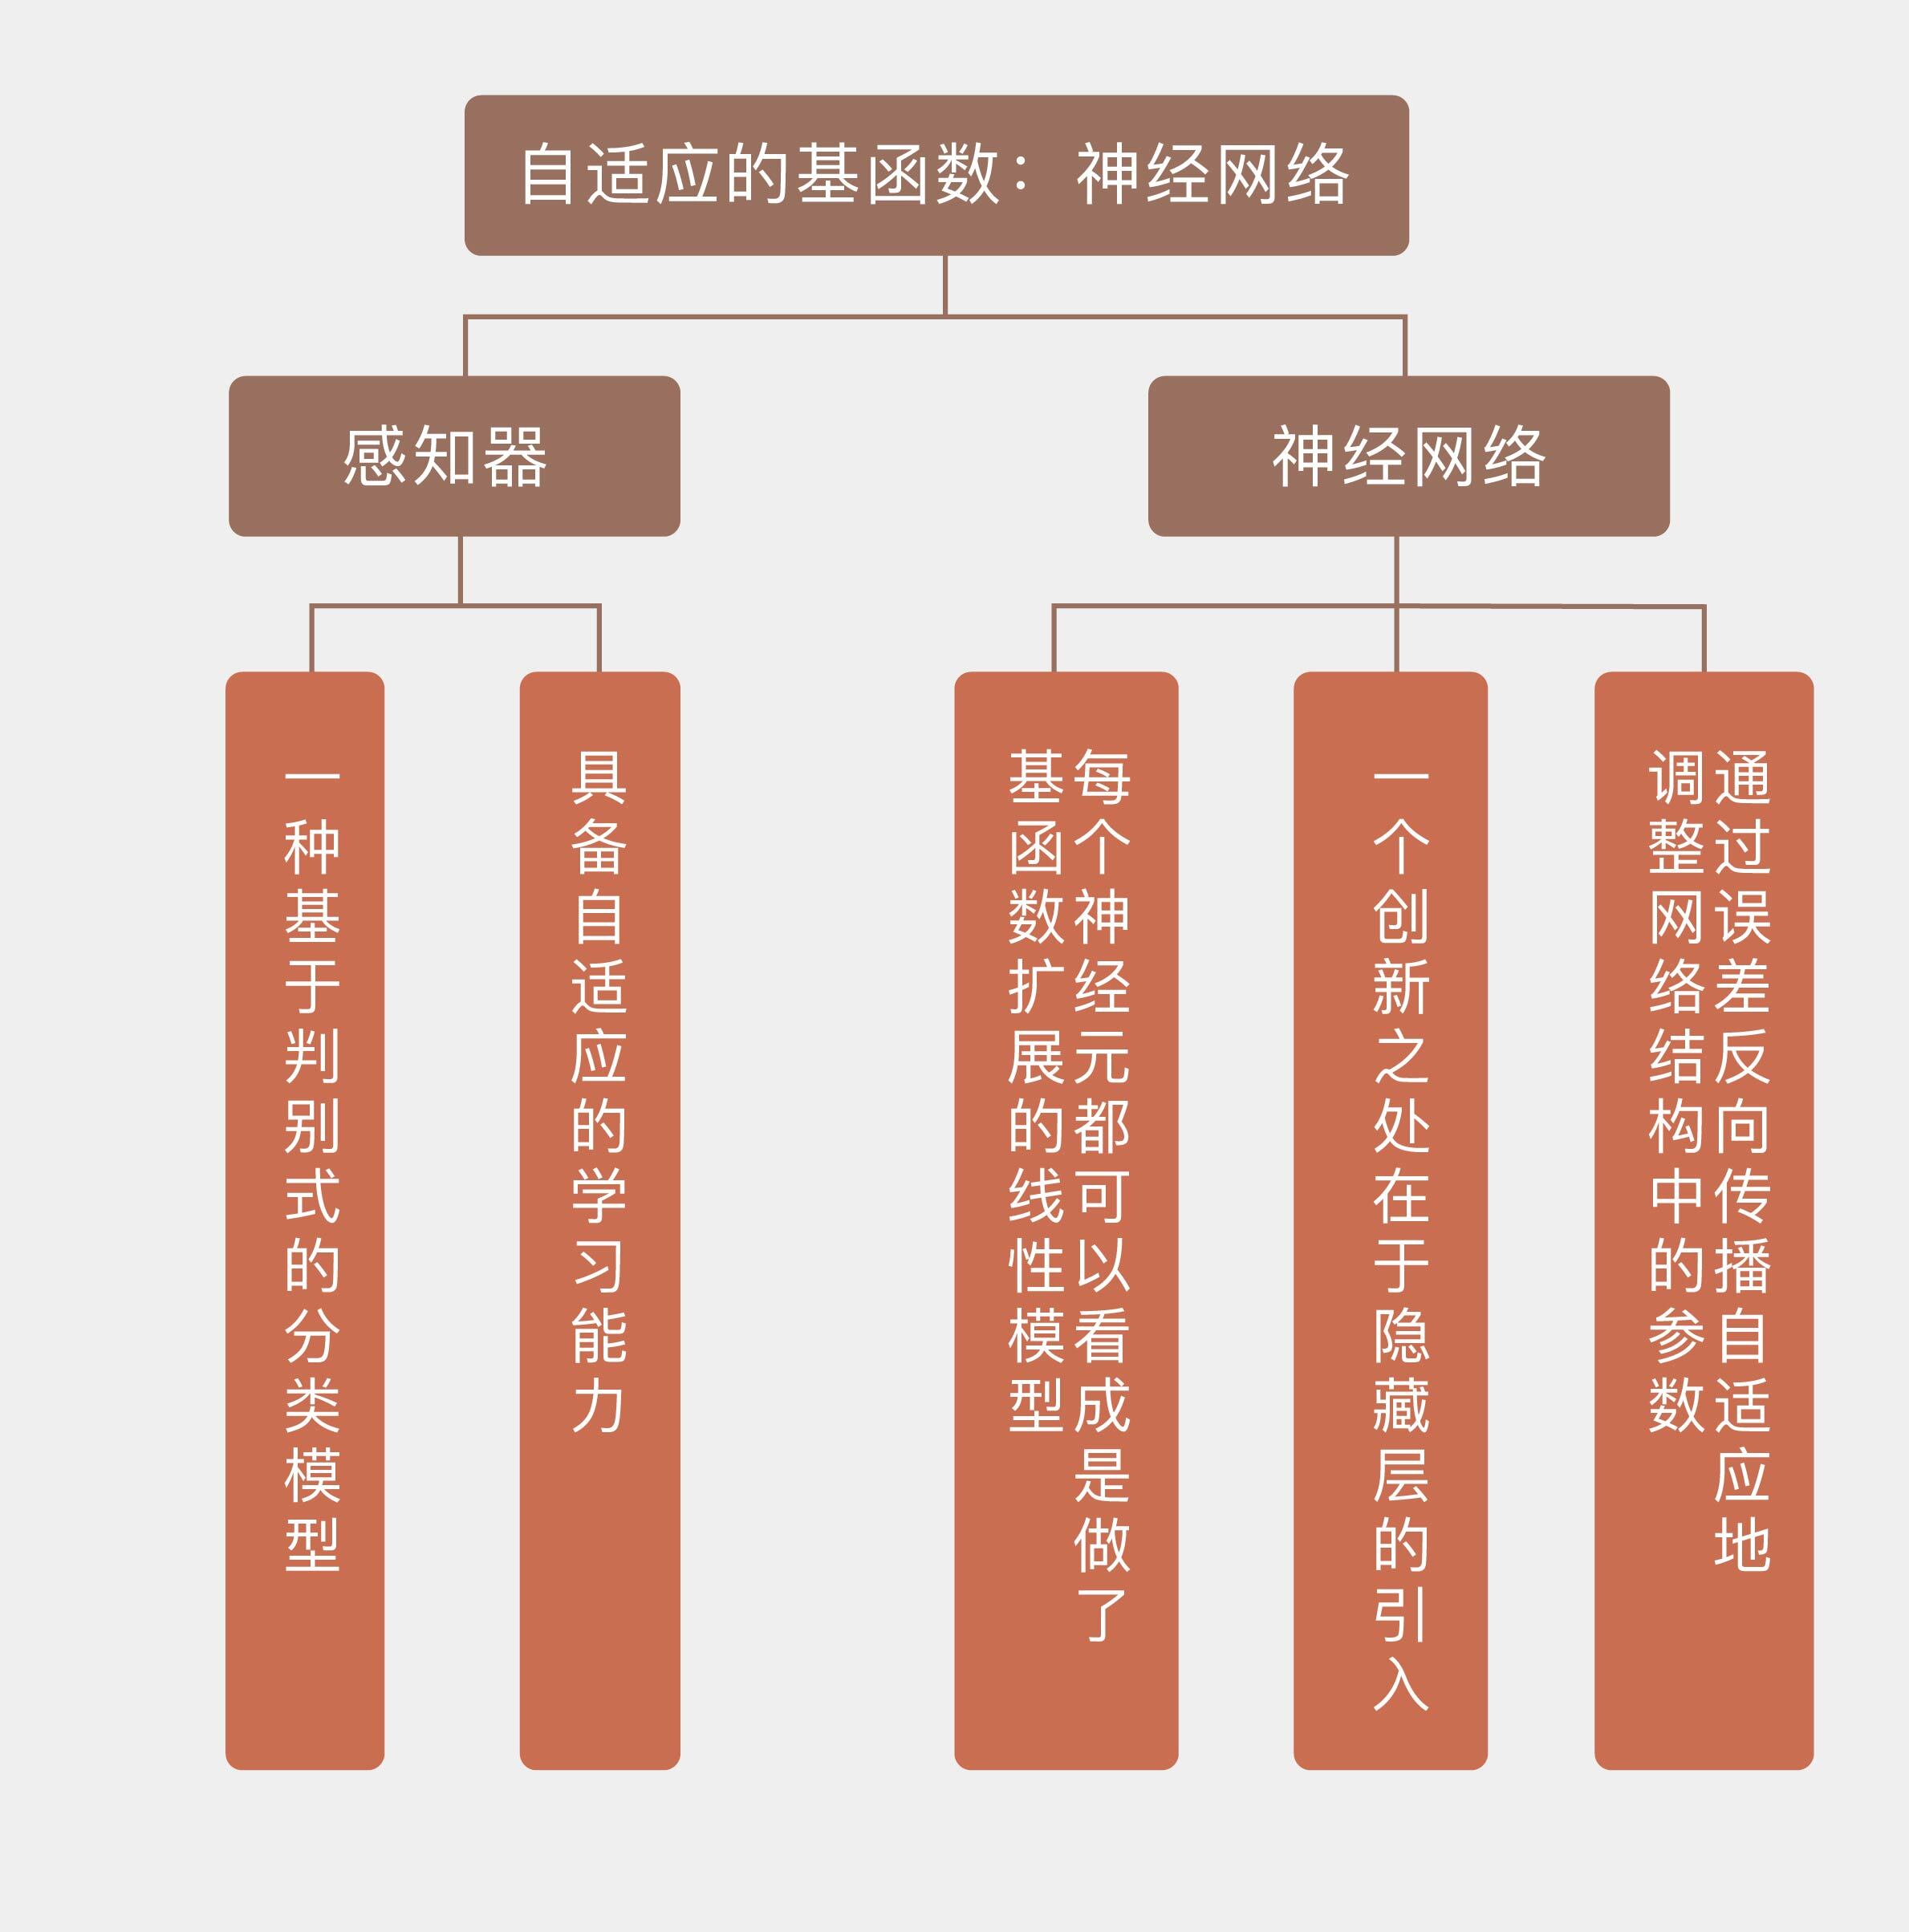 自适应的基函数：神经网络
感知器
神经网络
一种基于判别式的分类模型
具备自适应的学习能力
每个神经元都可以看成是做了
基函数扩展的线性模型
一个创新之处在于隐藏层的引入
通过误差反向传播自适应地
调整网络结构中的参数